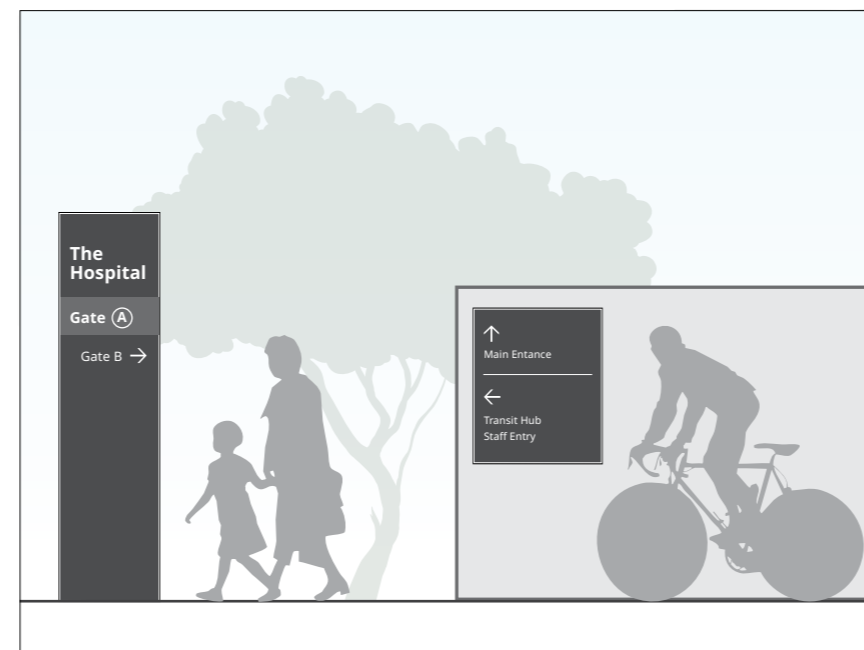 The
Hospital
Gate A
Gate B →
↑
Main Entance
←
Transit Hub
Staff Entry